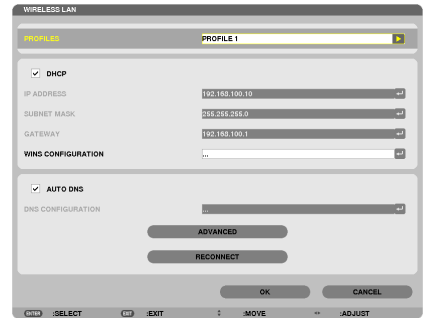 WIRELESS LAN
PROFILES PROFILE 1
DHCP
IP ADDRESS 192.168.100.10
SUBNET MASK 255.255.255.0
GATEWAY 192.168.100.1
WINS CONFIGURATION ...
AUTO DNS
DNS CONFIGURATION ...
ADVANCED
RECONNECT
OK CANCEL
ENTER :SELECT EXIT :EXIT :MOVE :ADJUST